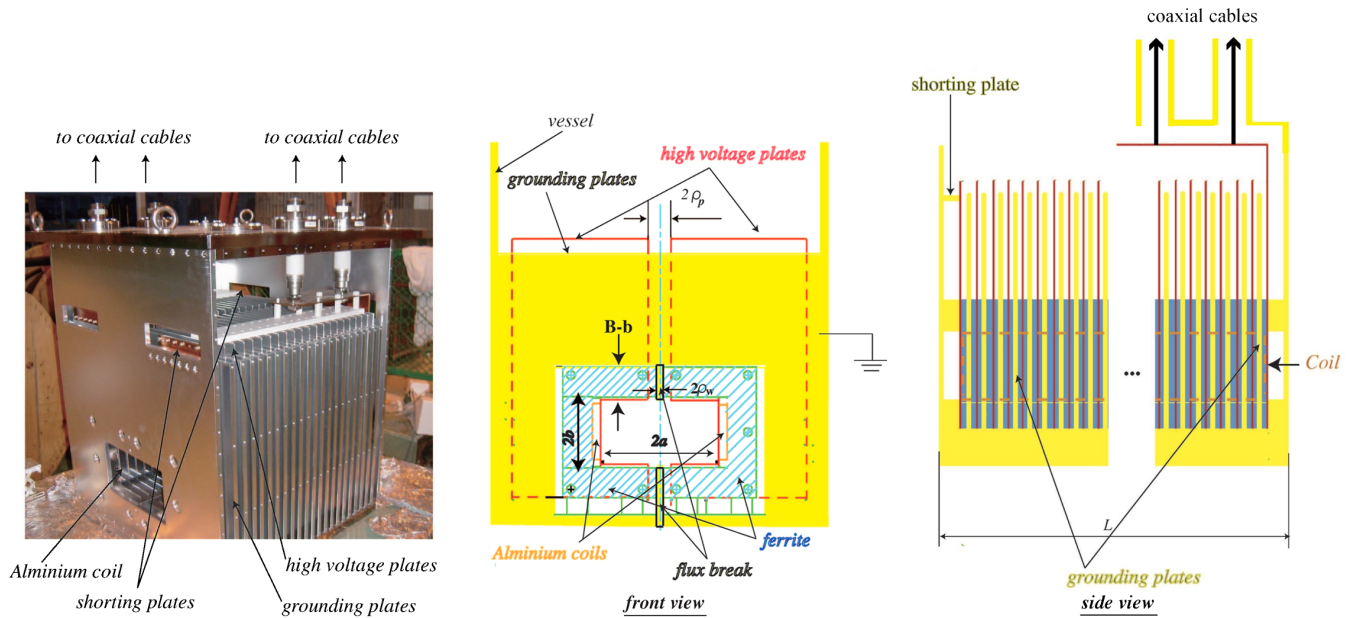 to coaxial cables
to coaxial cables
Alminium coil
shorting plates
high voltage plates
grounding plates
vessel
high voltage plates
grounding plates
2ρp
B-b
2ρw
2b
2a
Alminium coils
ferrite
flux break
front view
coaxial cables
shorting plate
...
Coil
L
grounding plates
side view